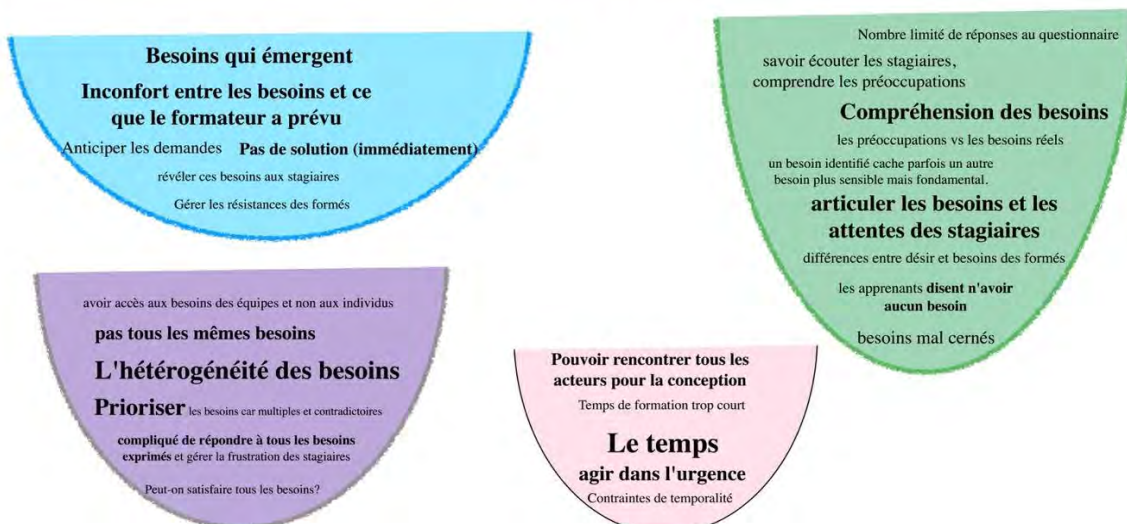 Besoins qui émergent
Inconfort entre les besoins et ce
que le formateur a prévu
Anticiper les demandes Pas de solution (immédiatement)
révéler ces besoins aux stagiaires
Gérer les résistances des formés
Nombre limité de réponses au questionnaire
savoir écouter les stagiaires,
comprendre les préoccupations
Compréhension des besoins
les préoccupations vs les besoins réels
un besoin identifié cache parfois un autre
besoin plus sensible mais fondamental.
articuler les besoins et les
attentes des stagiaires
différences entre désir et besoins des formés
les apprenants disent n'avoir
aucun besoin
besoins mal cernés
avoir accès aux besoins des équipes et non aux individus
pas tous les mêmes besoins
L'hétérogénéité des besoins
Prioriser les besoins car multiples et contradictoires
compliqué de répondre à tous les besoins
exprimés et gérer la frustration des stagiaires
Peut-on satisfaire tous les besoins?
Pouvoir rencontrer tous les
acteurs pour la conception
Temps de formation trop court
Le temps
agir dans l'urgence
Contraintes de temporalité